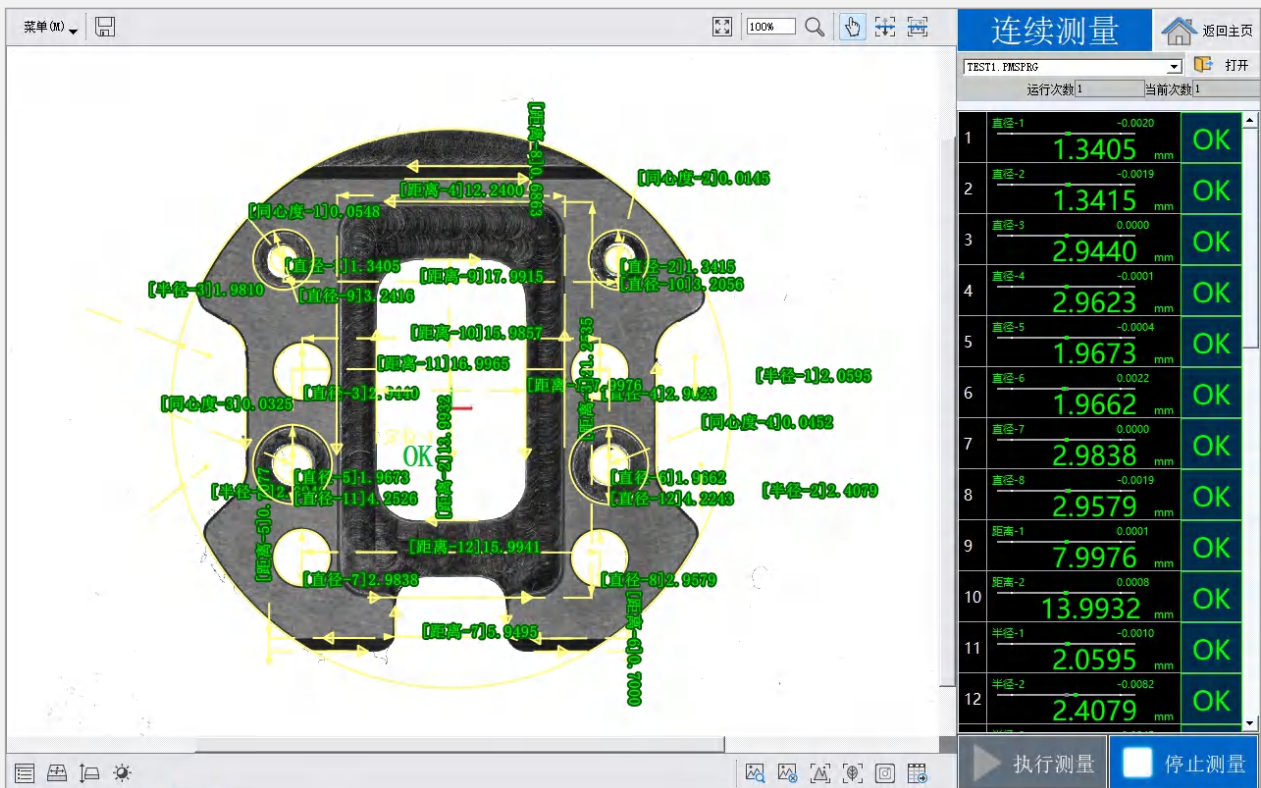 菜单(M)
100%
连续测量
返回主页
TEST1.PMSPRG
打开
运行次数 1
当前次数 1
[距离-8]0.6863
[同心度-2]0.0145
[距离-4]12.2400
[同心度-1]0.0548
[直径-1]1.3405
[直径-2]1.3415
[距离-9]17.9915
[半径-3]1.9810
[直径-9]3.2416
[直径-10]3.2056
[距离-10]15.9857
[距离-11]16.9965
[半径-1]2.0595
[直径-3]2.9440
[同心度-3]0.0325
[同心度-4]0.0452
[距离-2]13.9932
OK
[直径-5]1.9673
[直径-6]1.9662
[半径-2]2.4079
[直径-11]4.2526
[直径-12]4.2243
[距离-12]15.9941
[直径-7]2.9838
[直径-8]2.9579
[距离-7]5.9495
[距离-6]0.7000
1 直径-1 -0.0020 1.3405 mm OK
2 直径-2 -0.0019 1.3415 mm OK
3 直径-3 0.0000 2.9440 mm OK
4 直径-4 -0.0001 2.9623 mm OK
5 直径-5 -0.0004 1.9673 mm OK
6 直径-6 0.0022 1.9662 mm OK
7 直径-7 0.0000 2.9838 mm OK
8 直径-8 -0.0019 2.9579 mm OK
9 距离-1 0.0001 7.9976 mm OK
10 距离-2 0.0008 13.9932 mm OK
11 半径-1 -0.0010 2.0595 mm OK
12 半径-2 -0.0082 2.4079 mm OK
执行测量
停止测量